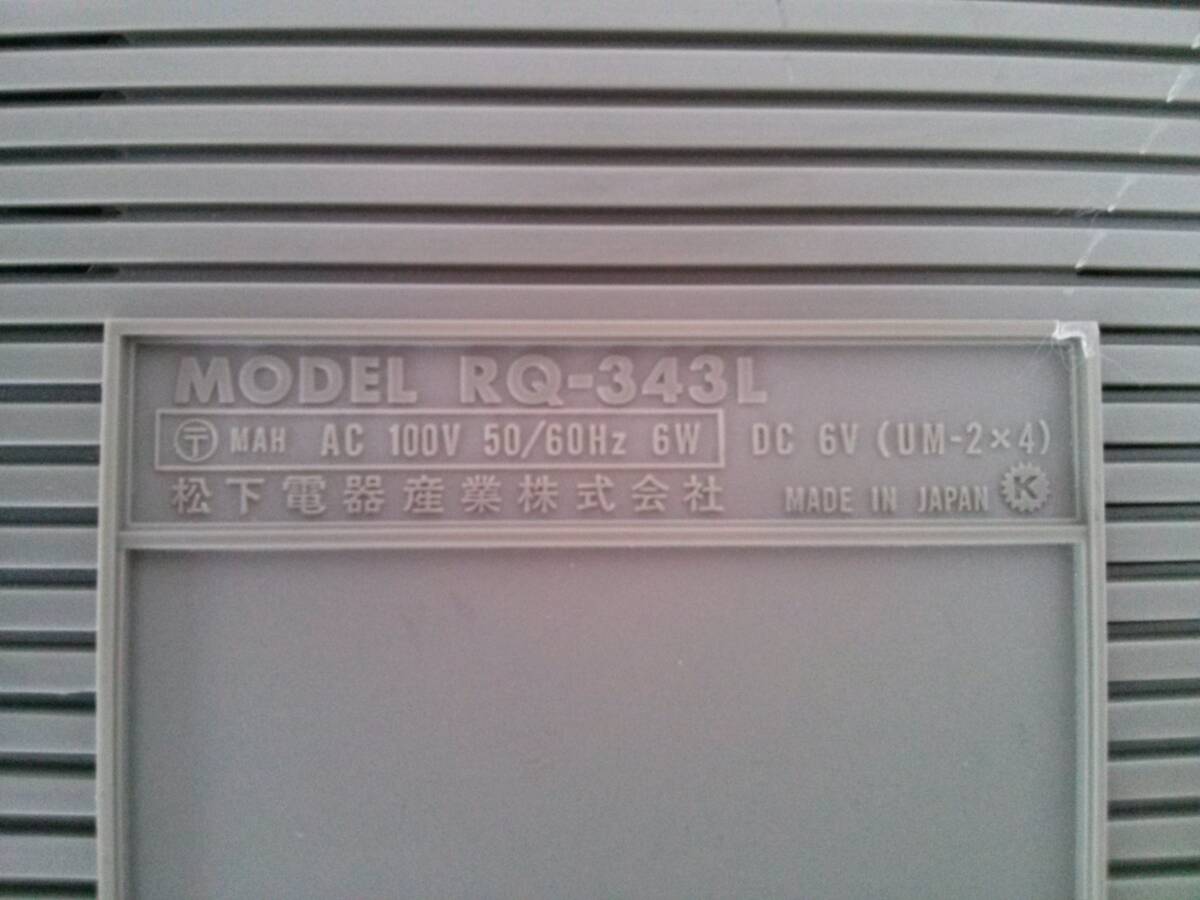 MODEL RQ-343L
〒 MAH AC 100V 50/60Hz 6W DC 6V (UM-2×4)
松下電器産業株式会社 MADE IN JAPAN K